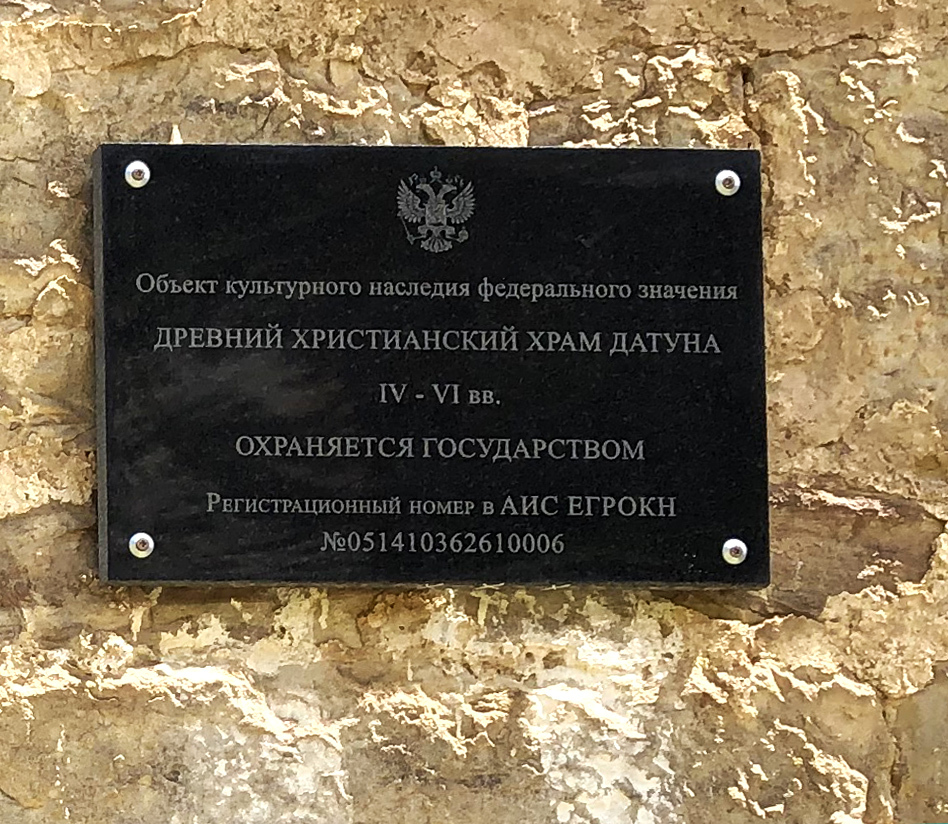 Объект культурного наследия федерального значения
ДРЕВНИЙ ХРИСТИАНСКИЙ ХРАМ ДАТУНА
IV - VI вв.
ОХРАНЯЕТСЯ ГОСУДАРСТВОМ
Регистрационный номер в АИС ЕГРОКН
№051410362610006